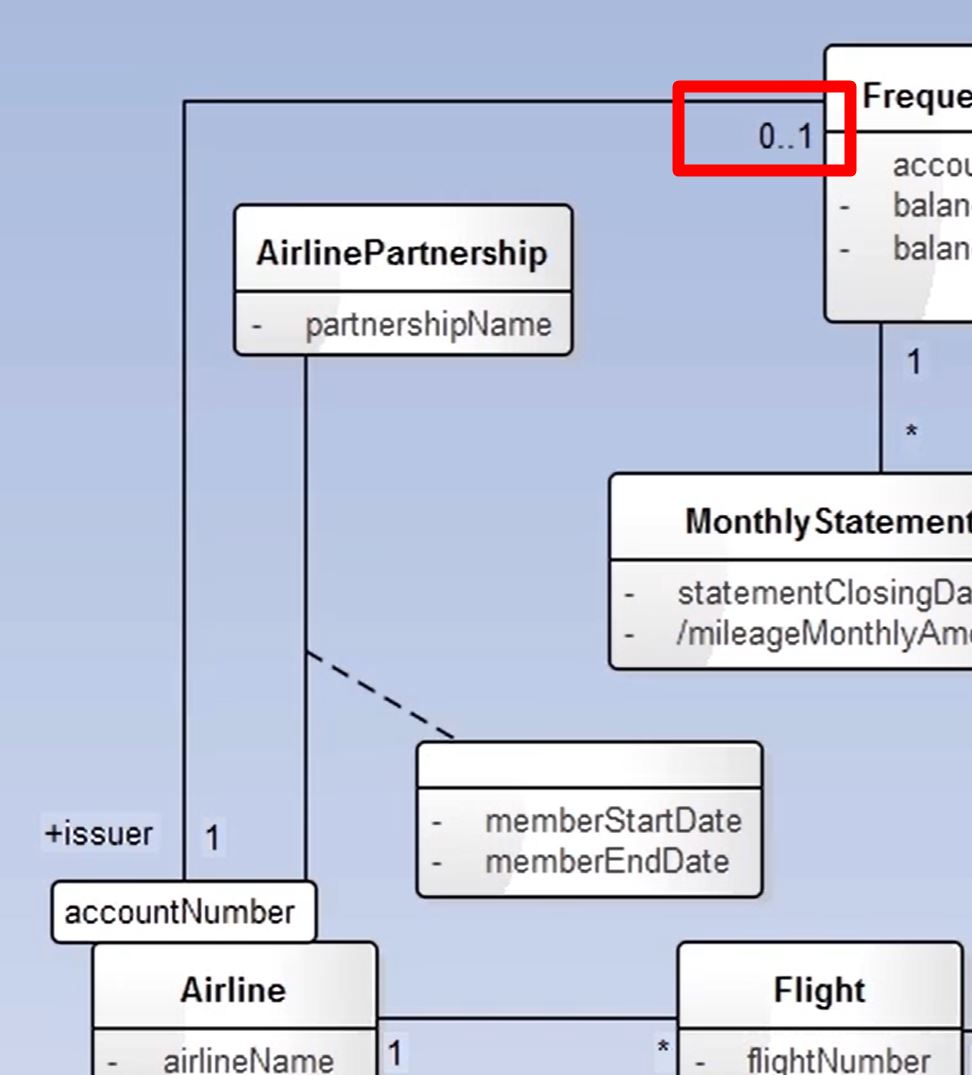 Freque
0..1
accou
- balan
- balan
AirlinePartnership
- partnershipName
1
*
MonthlyStatement
- statementClosingDa
- /mileageMonthlyAm
- memberStartDate
- memberEndDate
+issuer 1
accountNumber
Airline
- airlineName
1 *
Flight
- flightNumber